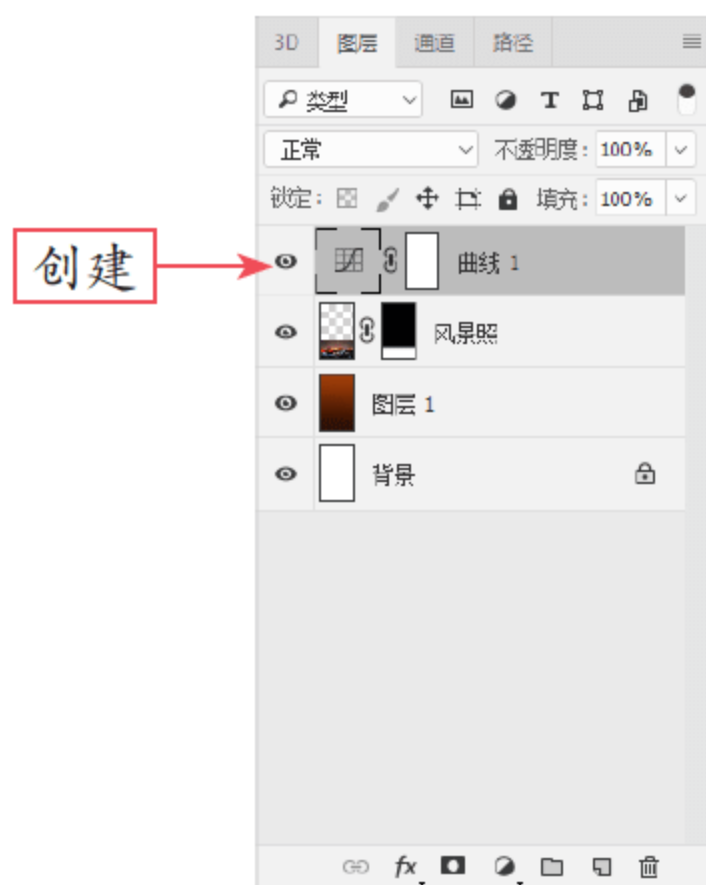 3D 图层 通道 路径
类型 T
正常 不透明度: 100%
锁定: 填充: 100%
创建 曲线 1
风景照
图层 1
背景
fx